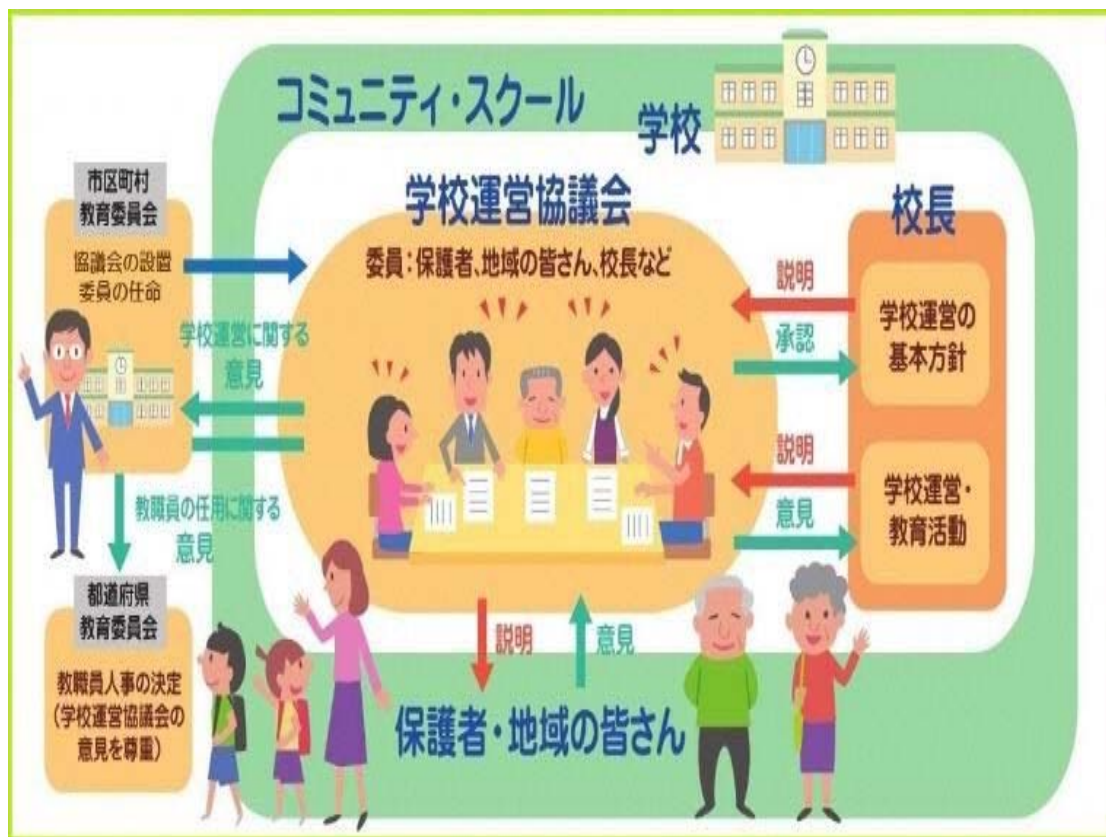 コミュニティ・スクール
学校
市区町村
教育委員会
協議会の設置
委員の任命
学校運営協議会
委員:保護者、地域の皆さん、校長など
校長
説明
承認
学校運営の
基本方針
学校運営に関する
意見
説明
意見
学校運営・
教育活動
教職員の任用に関する
意見
都道府県
教育委員会
教職員人事の決定
(学校運営協議会の
意見を尊重)
説明
意見
保護者・地域の皆さん